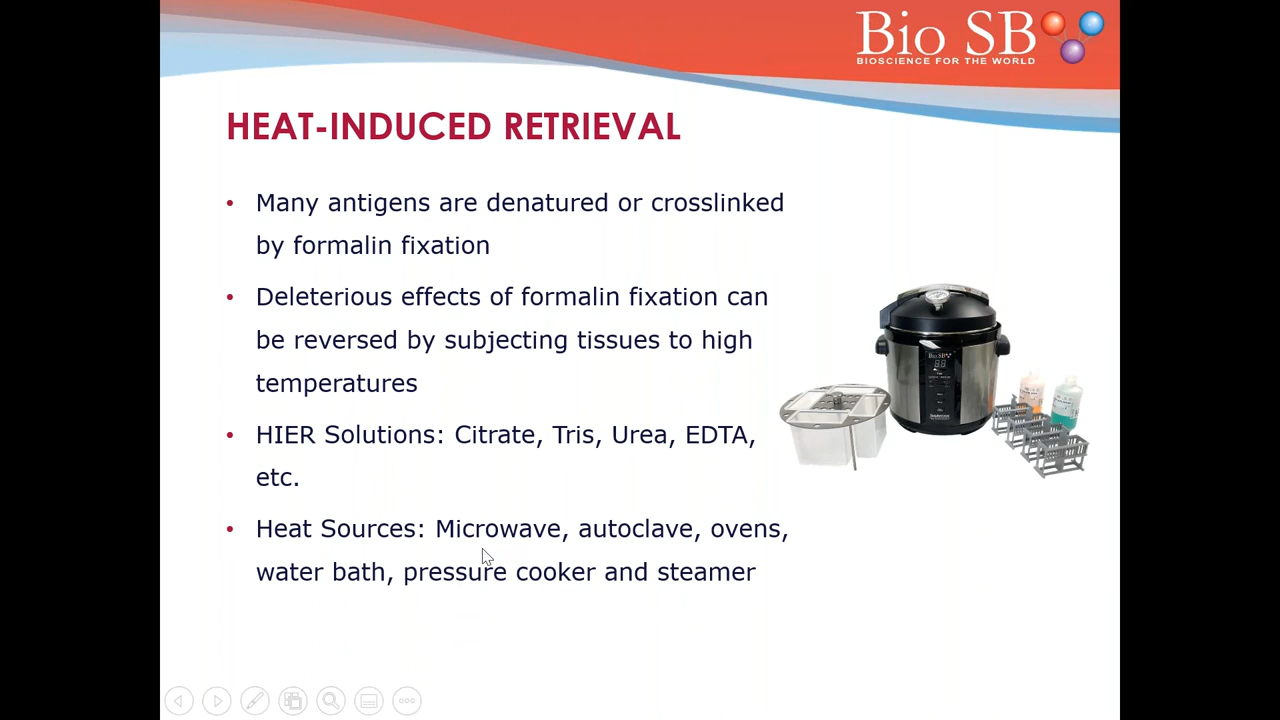 Bio SB
BIOSCIENCE FOR THE WORLD
HEAT-INDUCED RETRIEVAL
• Many antigens are denatured or crosslinked
by formalin fixation
• Deleterious effects of formalin fixation can
be reversed by subjecting tissues to high
temperatures
• HIER Solutions: Citrate, Tris, Urea, EDTA,
etc.
• Heat Sources: Microwave, autoclave, ovens,
water bath, pressure cooker and steamer
Bio SB